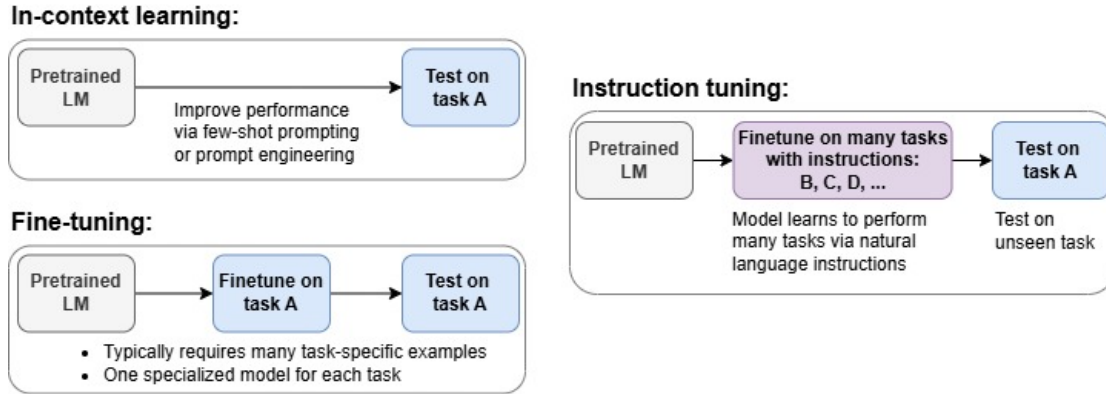 In-context learning:
Pretrained
LM
Improve performance
via few-shot prompting
or prompt engineering
Test on
task A
Fine-tuning:
Pretrained
LM
Finetune on
task A
Test on
task A
• Typically requires many task-specific examples
• One specialized model for each task
Instruction tuning:
Pretrained
LM
Finetune on many tasks
with instructions:
B, C, D, ...
Model learns to perform
many tasks via natural
language instructions
Test on
task A
Test on
unseen task